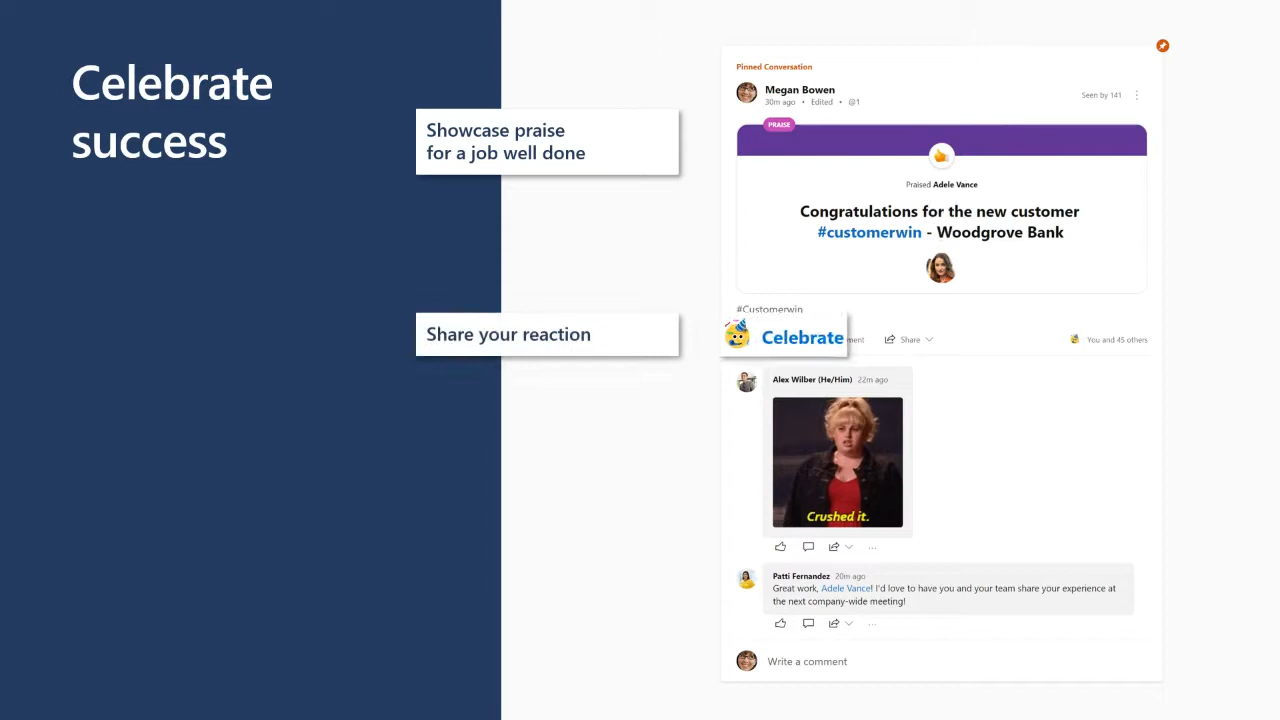 Celebrate
success
Showcase praise
for a job well done
Share your reaction
Pinned Conversation
Megan Bowen
30m ago • Edited • @1
Seen by 141
PRAISE
Praised Adele Vance
Congratulations for the new customer
#customerwin - Woodgrove Bank
#Customerwin
Celebrate
Share
You and 45 others
Alex Wilber (He/Him) 22m ago
Crushed it.
Patti Fernandez 20m ago
Great work, Adele Vance! I'd love to have you and your team share your experience at
the next company-wide meeting!
Write a comment